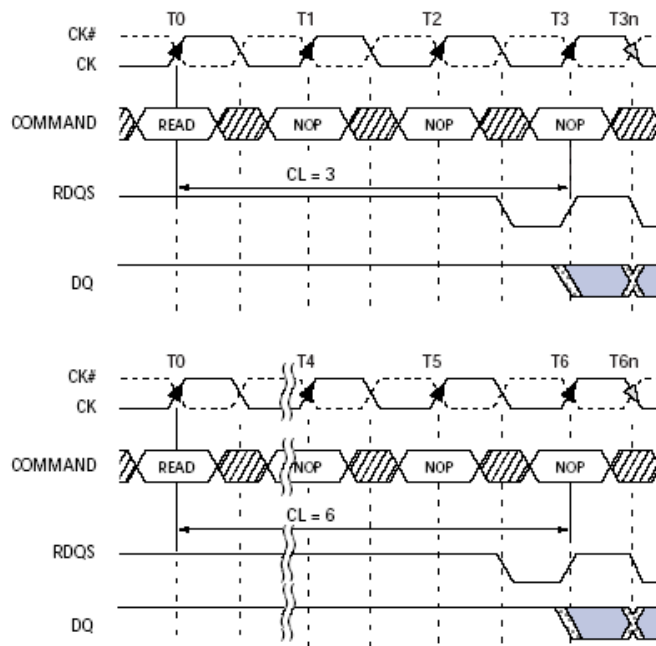 T0 T1 T2 T3 T3n
CK#
CK
COMMAND READ NOP NOP NOP
CL = 3
RDQS
DQ
T0 T4 T5 T6 T6n
CK#
CK
COMMAND READ NOP NOP NOP
CL = 6
RDQS
DQ